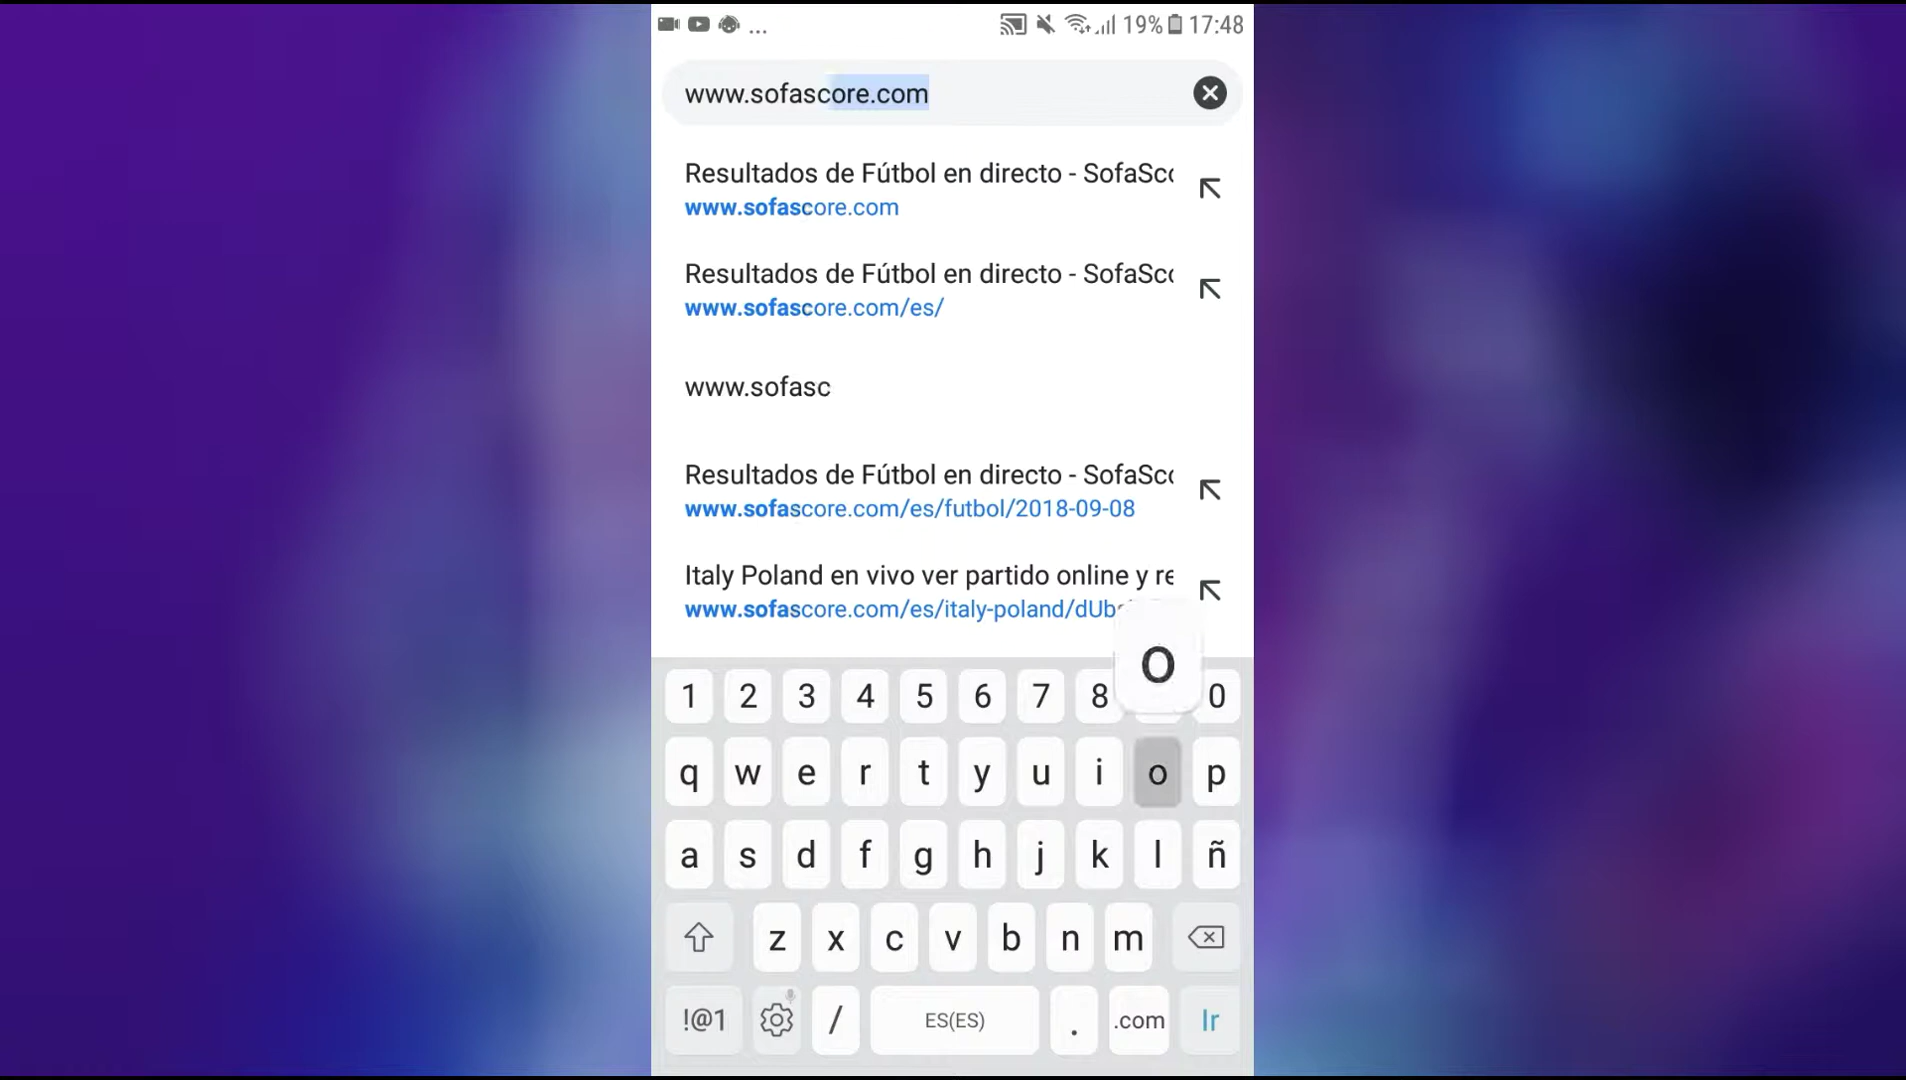 ... 19% 17:48
www.sofascore.com
Resultados de Fútbol en directo - SofaSco
www.sofascore.com
Resultados de Fútbol en directo - SofaSco
www.sofascore.com/es/
www.sofasc
Resultados de Fútbol en directo - SofaSco
www.sofascore.com/es/futbol/2018-09-08
Italy Poland en vivo ver partido online y re
www.sofascore.com/es/italy-poland/dUb
o
1 2 3 4 5 6 7 8 0
q w e r t y u i o p
a s d f g h j k l ñ
z x c v b n m
!@1 / ES(ES) . .com Ir